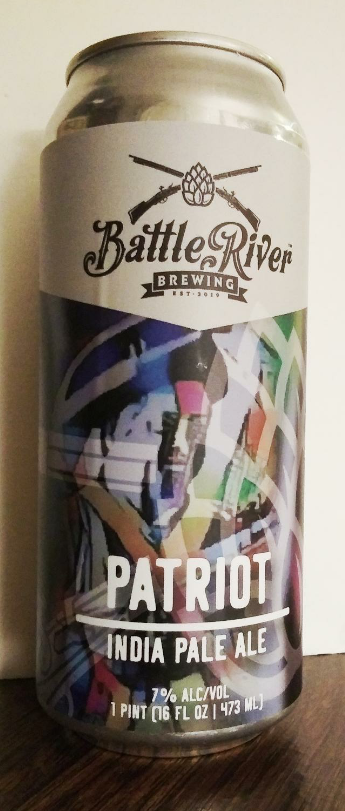 Battle River
BREWING
EST·2019
PATRIOT
INDIA PALE ALE
7% ALC/VOL
1 PINT (16 FL OZ | 473 ML)